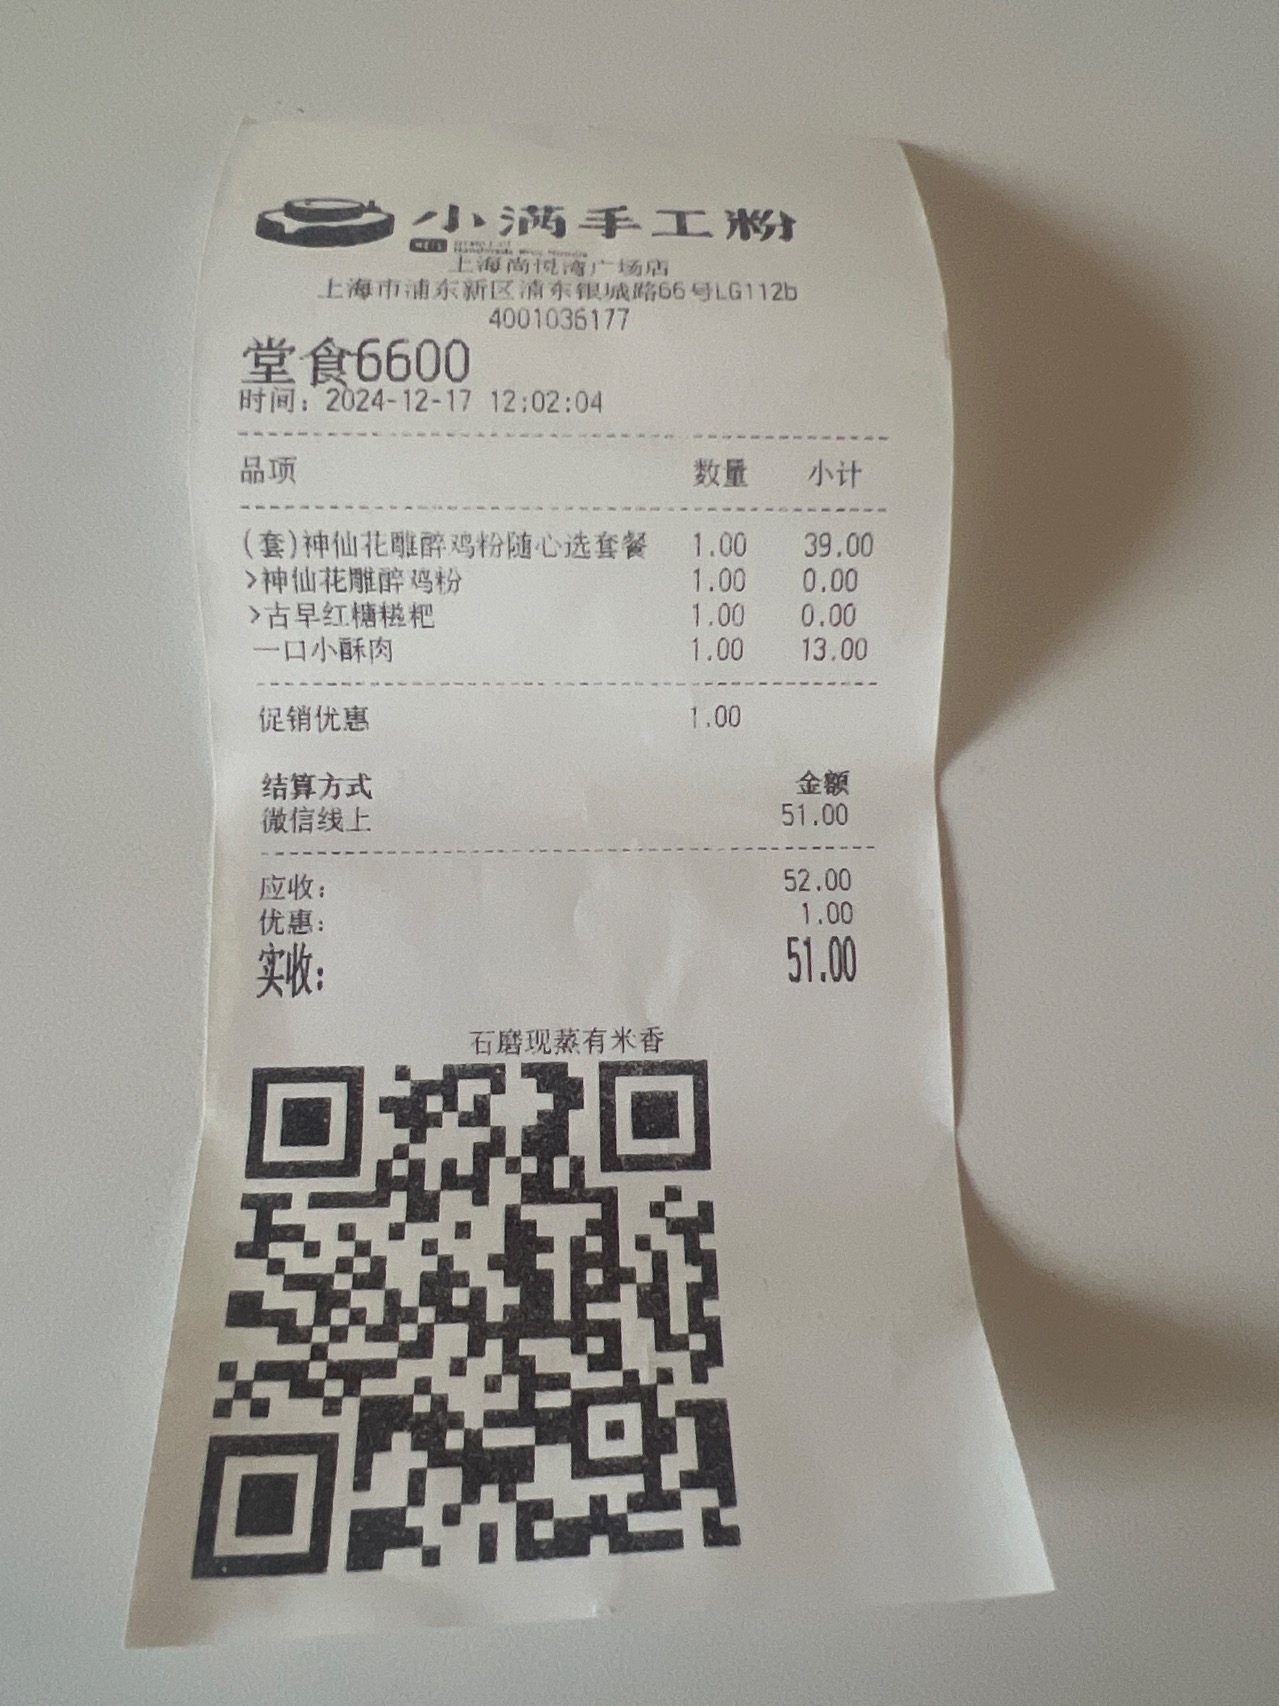 小满手工粉
上海尚悦湾广场店
上海市浦东新区浦东银城路66号LG112b
4001036177
堂食6600
时间：2024-12-17 12:02:04
品项 数量 小计
(套)神仙花雕醉鸡粉随心选套餐 1.00 39.00
>神仙花雕醉鸡粉 1.00 0.00
>古早红糖糍粑 1.00 0.00
一口小酥肉 1.00 13.00
促销优惠 1.00
结算方式 金额
微信线上 51.00
应收: 52.00
优惠: 1.00
实收: 51.00
石磨现蒸有米香